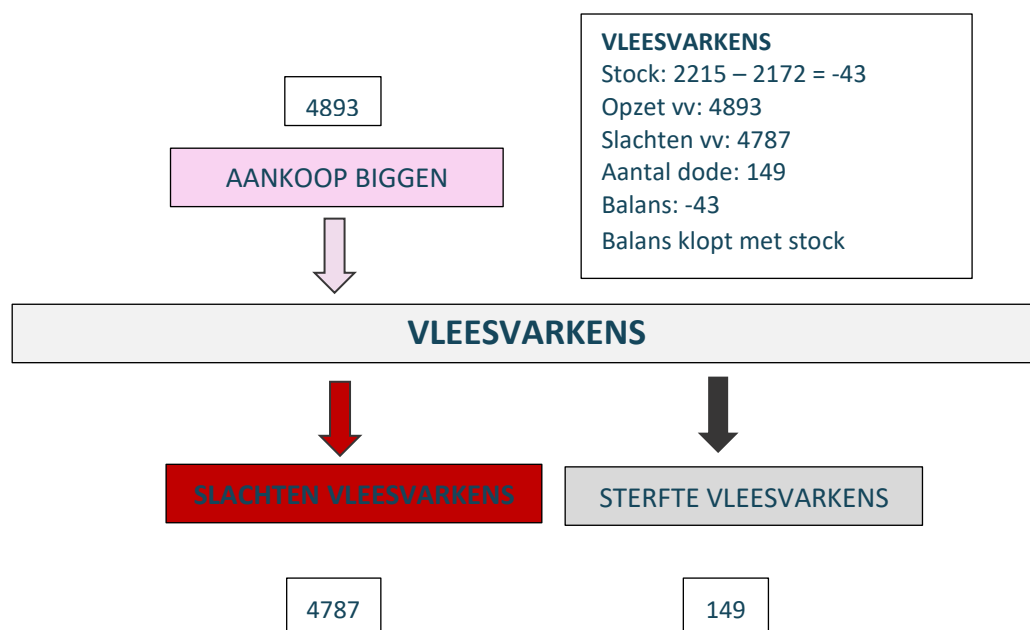 VLEESVARKENS
Stock: 2215 – 2172 = -43
Opzet vv: 4893
Slachten vv: 4787
Aantal dode: 149
Balans: -43
Balans klopt met stock
4893
AANKOOP BIGGEN
VLEESVARKENS
SLACHTEN VLEESVARKENS
STERFTE VLEESVARKENS
4787
149